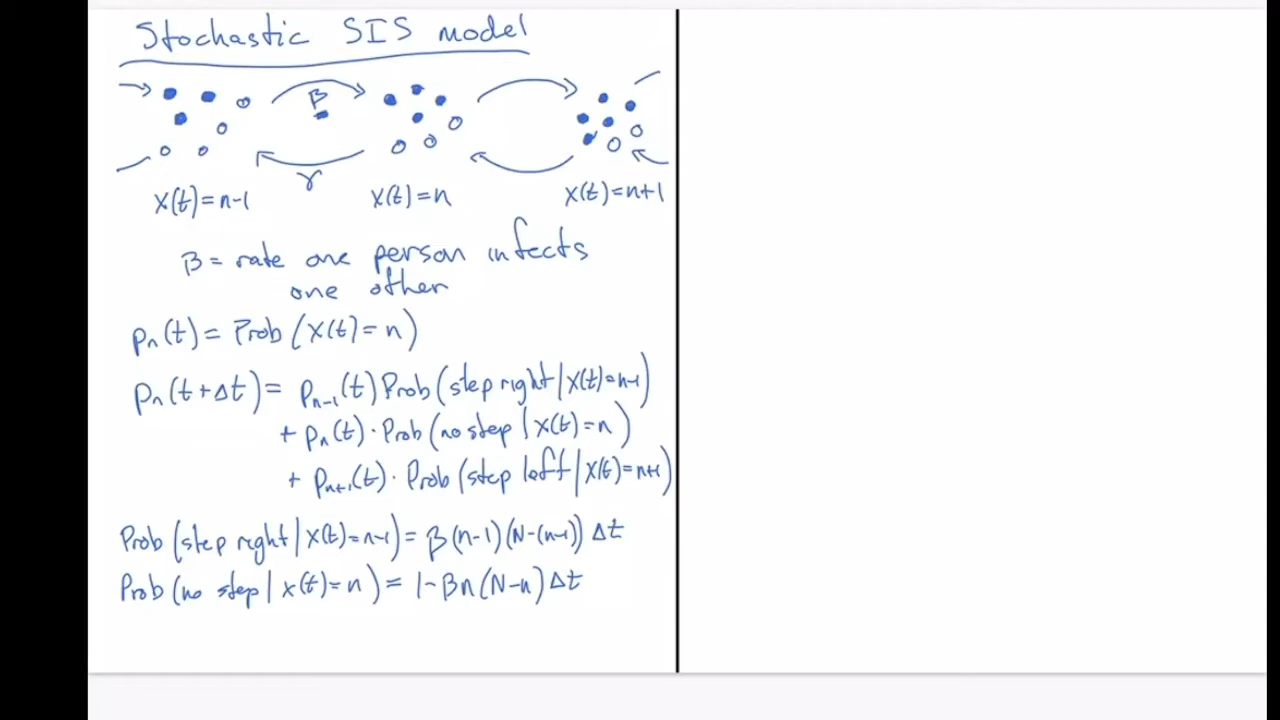 Stochastic SIS model
β
γ
X(t)=n-1 X(t)=n X(t)=n+1
β = rate one person infects
one other
pₙ(t) = Prob (X(t)=n)
pₙ(t+Δt) = pₙ₋₁(t) Prob (step right | X(t)=n-1)
+ pₙ(t) · Prob (no step | X(t)=n)
+ pₙ₊₁(t) · Prob (step left | X(t)=n+1)
Prob (step right | X(t)=n-1) = β(n-1)(N-(n-1)) Δt
Prob (no step | X(t)=n) = 1-βn(N-n) Δt